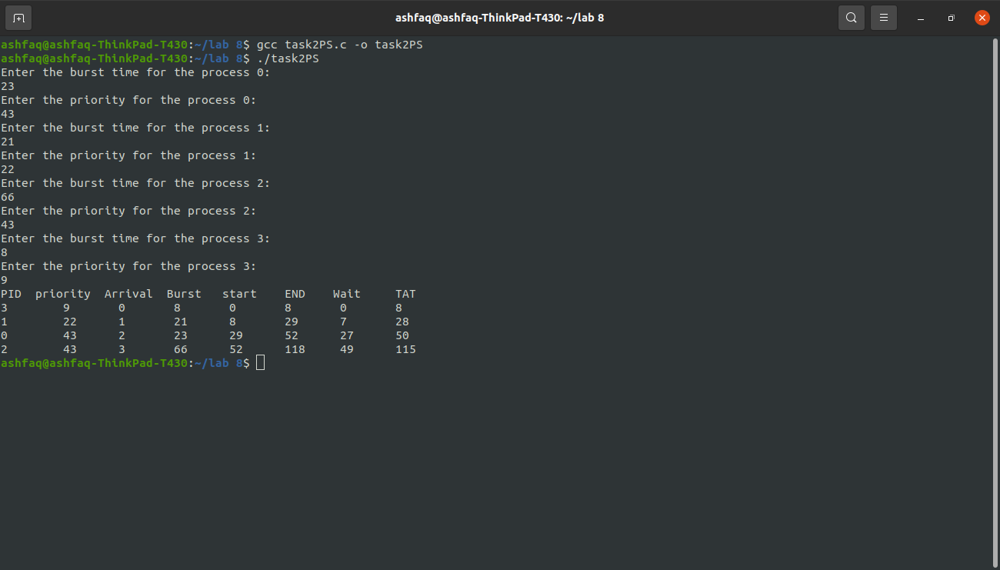 ashfaq@ashfaq-ThinkPad-T430: ~/lab 8
ashfaq@ashfaq-ThinkPad-T430:~/lab 8$ gcc task2PS.c -o task2PS
ashfaq@ashfaq-ThinkPad-T430:~/lab 8$ ./task2PS
Enter the burst time for the process 0:
23
Enter the priority for the process 0:
43
Enter the burst time for the process 1:
21
Enter the priority for the process 1:
22
Enter the burst time for the process 2:
66
Enter the priority for the process 2:
43
Enter the burst time for the process 3:
8
Enter the priority for the process 3:
9
PID  priority  Arrival  Burst   start    END    Wait     TAT
3        9       0       8       0       8       0       8
1        22      1       21      8       29      7       28
0        43      2       23      29      52      27      50
2        43      3       66      52      118     49      115
ashfaq@ashfaq-ThinkPad-T430:~/lab 8$